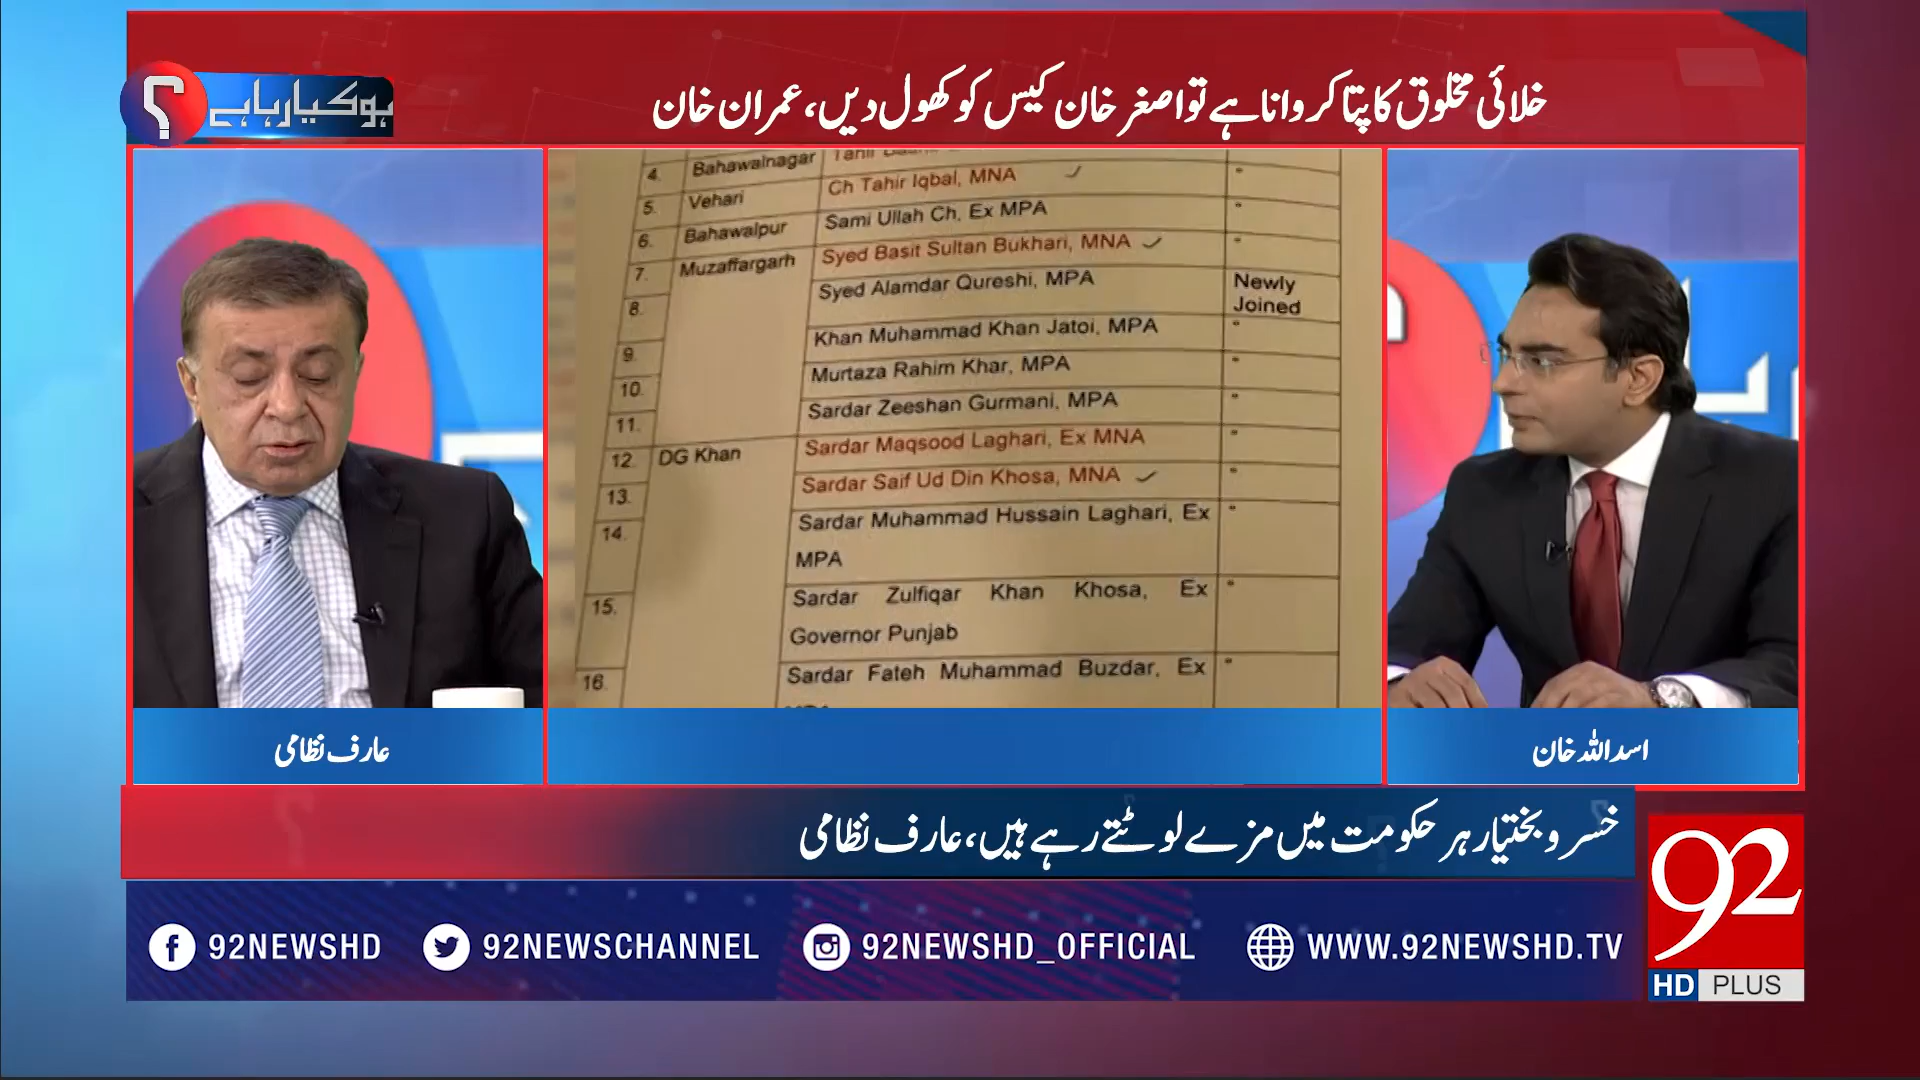 خلائی مخلوق کا پتا کروانا ہے تو اصغر خان کیس کو کھول دیں، عمران خان
ہو کیا رہا ہے ؟
4. Bahawalnagar Tahir
5. Vehari Ch Tahir Iqbal, MNA "
6. Bahawalpur Sami Ullah Ch, Ex MPA "
7. Muzaffargarh Syed Basit Sultan Bukhari, MNA "
8. Syed Alamdar Qureshi, MPA Newly
Joined
9. Khan Muhammad Khan Jatoi, MPA "
10. Murtaza Rahim Khar, MPA "
11. Sardar Zeeshan Gurmani, MPA "
12. DG Khan Sardar Maqsood Laghari, Ex MNA "
13. Sardar Saif Ud Din Khosa, MNA "
14. Sardar Muhammad Hussain Laghari, Ex "
MPA
15. Sardar Zulfiqar Khan Khosa, Ex "
Governor Punjab
16. Sardar Fateh Muhammad Buzdar, Ex "
MPA
عارف نظامی
اسد اللہ خان
خسرو بختیار ہر حکومت میں مزے لوٹتے رہے ہیں، عارف نظامی
92NEWSHD 92NEWSCHANNEL 92NEWSHD_OFFICIAL WWW.92NEWSHD.TV
92
HD PLUS